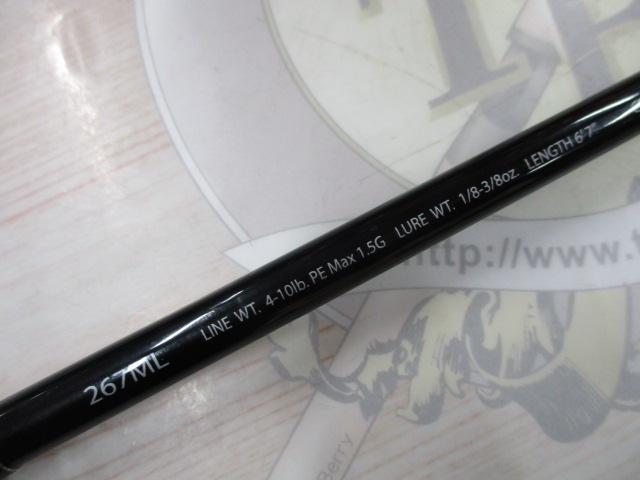 267ML LINE WT. 4-10lb. PE Max 1.5G LURE WT. 1/8-3/8oz. LENGTH 6'7"
http://www.t
Berry